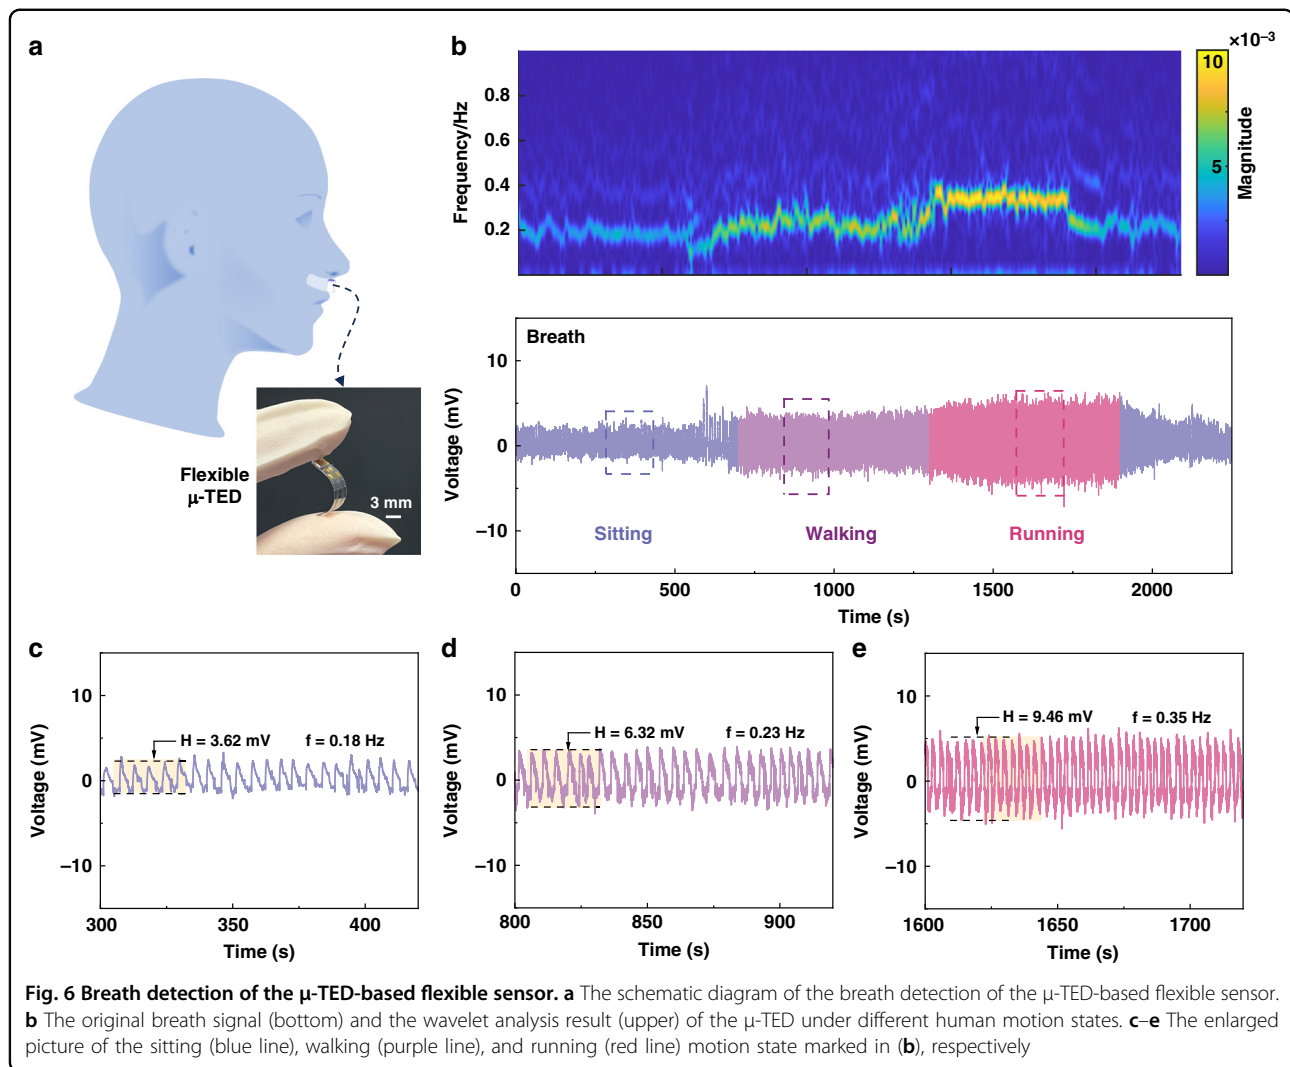 a
Flexible
μ-TED
3 mm
b
×10⁻³
10
5
Magnitude
0.8
0.6
0.4
0.2
Frequency/Hz
Breath
10
0
−10
Voltage (mV)
Sitting
Walking
Running
0
500
1000
1500
2000
Time (s)
c
10
0
−10
Voltage (mV)
H = 3.62 mV
f = 0.18 Hz
300
350
400
Time (s)
d
10
0
−10
Voltage (mV)
H = 6.32 mV
f = 0.23 Hz
800
850
900
Time (s)
e
10
0
−10
Voltage (mV)
H = 9.46 mV
f = 0.35 Hz
1600
1650
1700
Time (s)
Fig. 6 Breath detection of the μ-TED-based flexible sensor. a The schematic diagram of the breath detection of the μ-TED-based flexible sensor.
b The original breath signal (bottom) and the wavelet analysis result (upper) of the μ-TED under different human motion states. c–e The enlarged
picture of the sitting (blue line), walking (purple line), and running (red line) motion state marked in (b), respectively